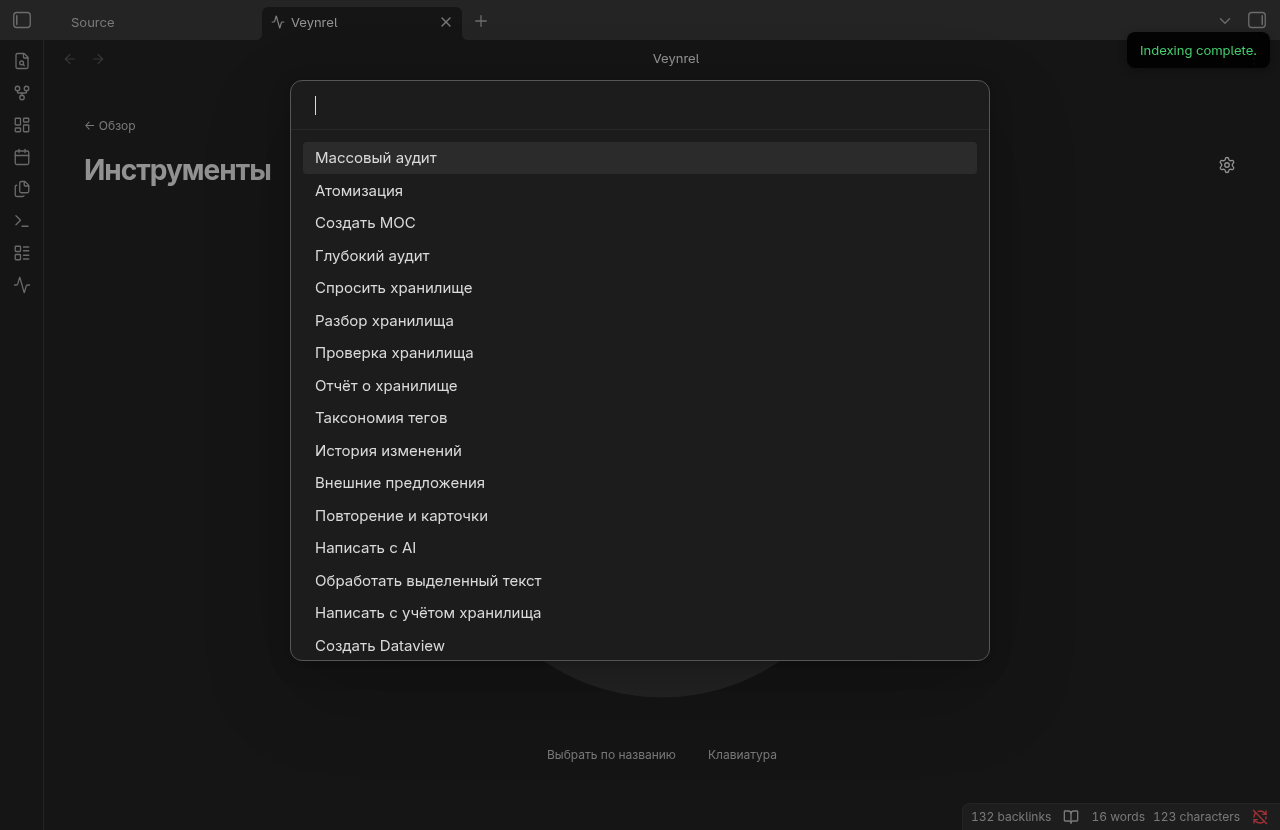 Source
Veynrel
Veynrel
Indexing complete.
← Обзор
Инструменты
Массовый аудит
Атомизация
Создать MOC
Глубокий аудит
Спросить хранилище
Разбор хранилища
Проверка хранилища
Отчёт о хранилище
Таксономия тегов
История изменений
Внешние предложения
Повторение и карточки
Написать с AI
Обработать выделенный текст
Написать с учётом хранилища
Создать Dataview
Выбрать по названию Клавиатура
132 backlinks 16 words 123 characters